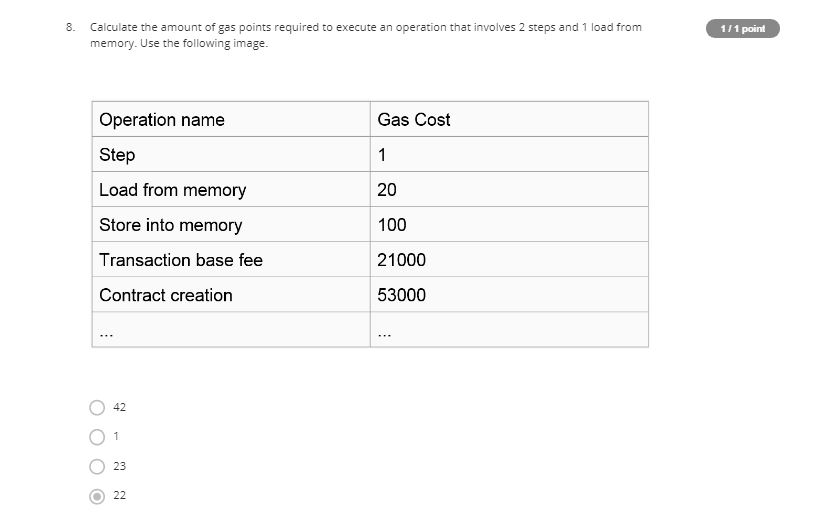 8. Calculate the amount of gas points required to execute an operation that involves 2 steps and 1 load from
memory. Use the following image.
1 / 1 point
Operation name Gas Cost
Step 1
Load from memory 20
Store into memory 100
Transaction base fee 21000
Contract creation 53000
... ...
42
1
23
22